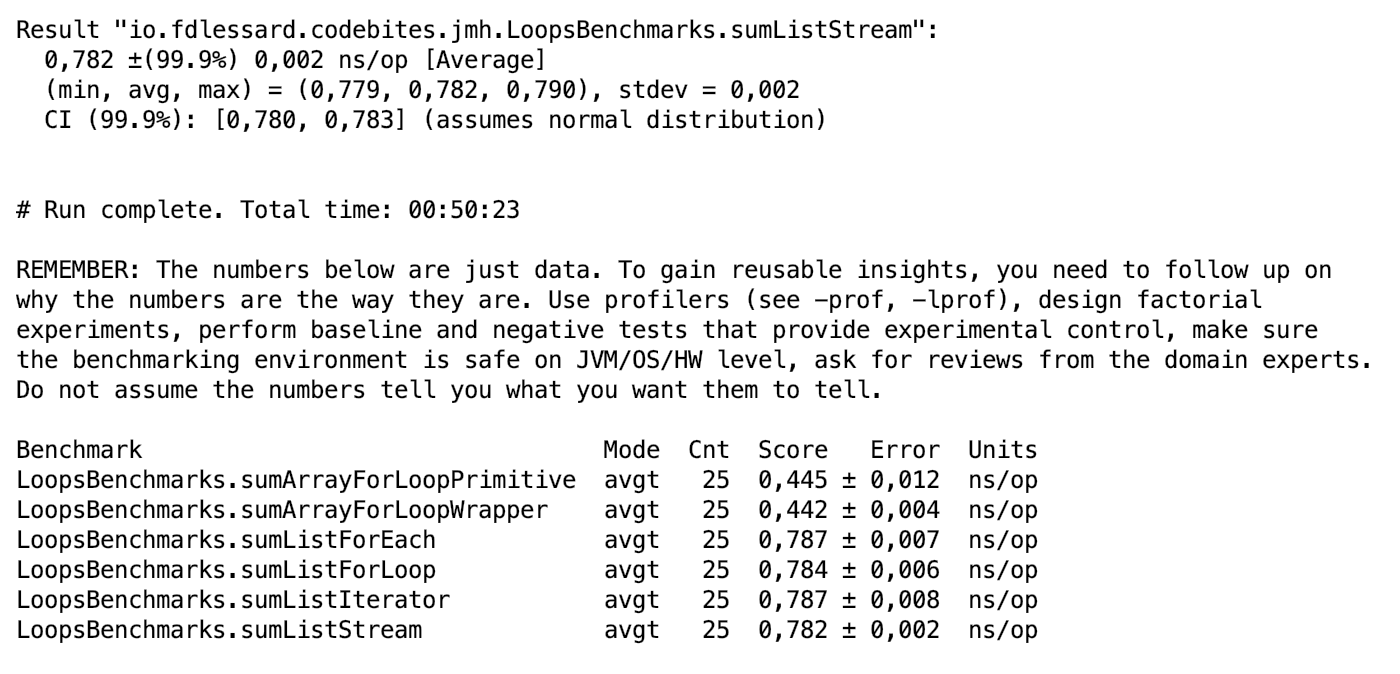 Result "io.fdlessard.codebites.jmh.LoopsBenchmarks.sumListStream":
  0,782 ±(99.9%) 0,002 ns/op [Average]
  (min, avg, max) = (0,779, 0,782, 0,790), stdev = 0,002
  CI (99.9%): [0,780, 0,783] (assumes normal distribution)
# Run complete. Total time: 00:50:23
REMEMBER: The numbers below are just data. To gain reusable insights, you need to follow up on
why the numbers are the way they are. Use profilers (see -prof, -lprof), design factorial
experiments, perform baseline and negative tests that provide experimental control, make sure
the benchmarking environment is safe on JVM/OS/HW level, ask for reviews from the domain experts.
Do not assume the numbers tell you what you want them to tell.
Benchmark                                 Mode  Cnt  Score   Error  Units
LoopsBenchmarks.sumArrayForLoopPrimitive  avgt   25  0,445 ± 0,012  ns/op
LoopsBenchmarks.sumArrayForLoopWrapper    avgt   25  0,442 ± 0,004  ns/op
LoopsBenchmarks.sumListForEach            avgt   25  0,787 ± 0,007  ns/op
LoopsBenchmarks.sumListForLoop            avgt   25  0,784 ± 0,006  ns/op
LoopsBenchmarks.sumListIterator           avgt   25  0,787 ± 0,008  ns/op
LoopsBenchmarks.sumListStream             avgt   25  0,782 ± 0,002  ns/op